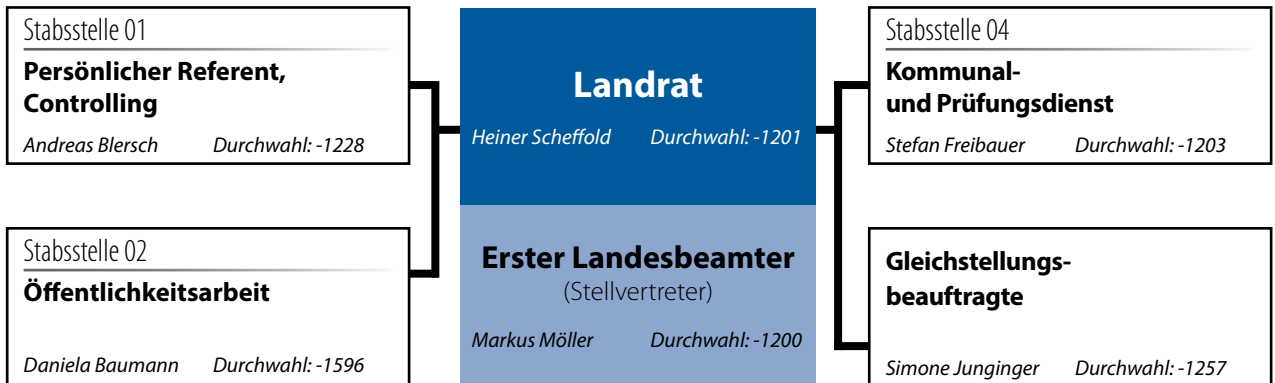 Stabsstelle 01
Persönlicher Referent,
Controlling
Andreas Blersch Durchwahl: -1228
Stabsstelle 02
Öffentlichkeitsarbeit
Daniela Baumann Durchwahl: -1596
Landrat
Heiner Scheffold Durchwahl: -1201
Erster Landesbeamter
(Stellvertreter)
Markus Möller Durchwahl: -1200
Stabsstelle 04
Kommunal-
und Prüfungsdienst
Stefan Freibauer Durchwahl: -1203
Gleichstellungs-
beauftragte
Simone Junginger Durchwahl: -1257